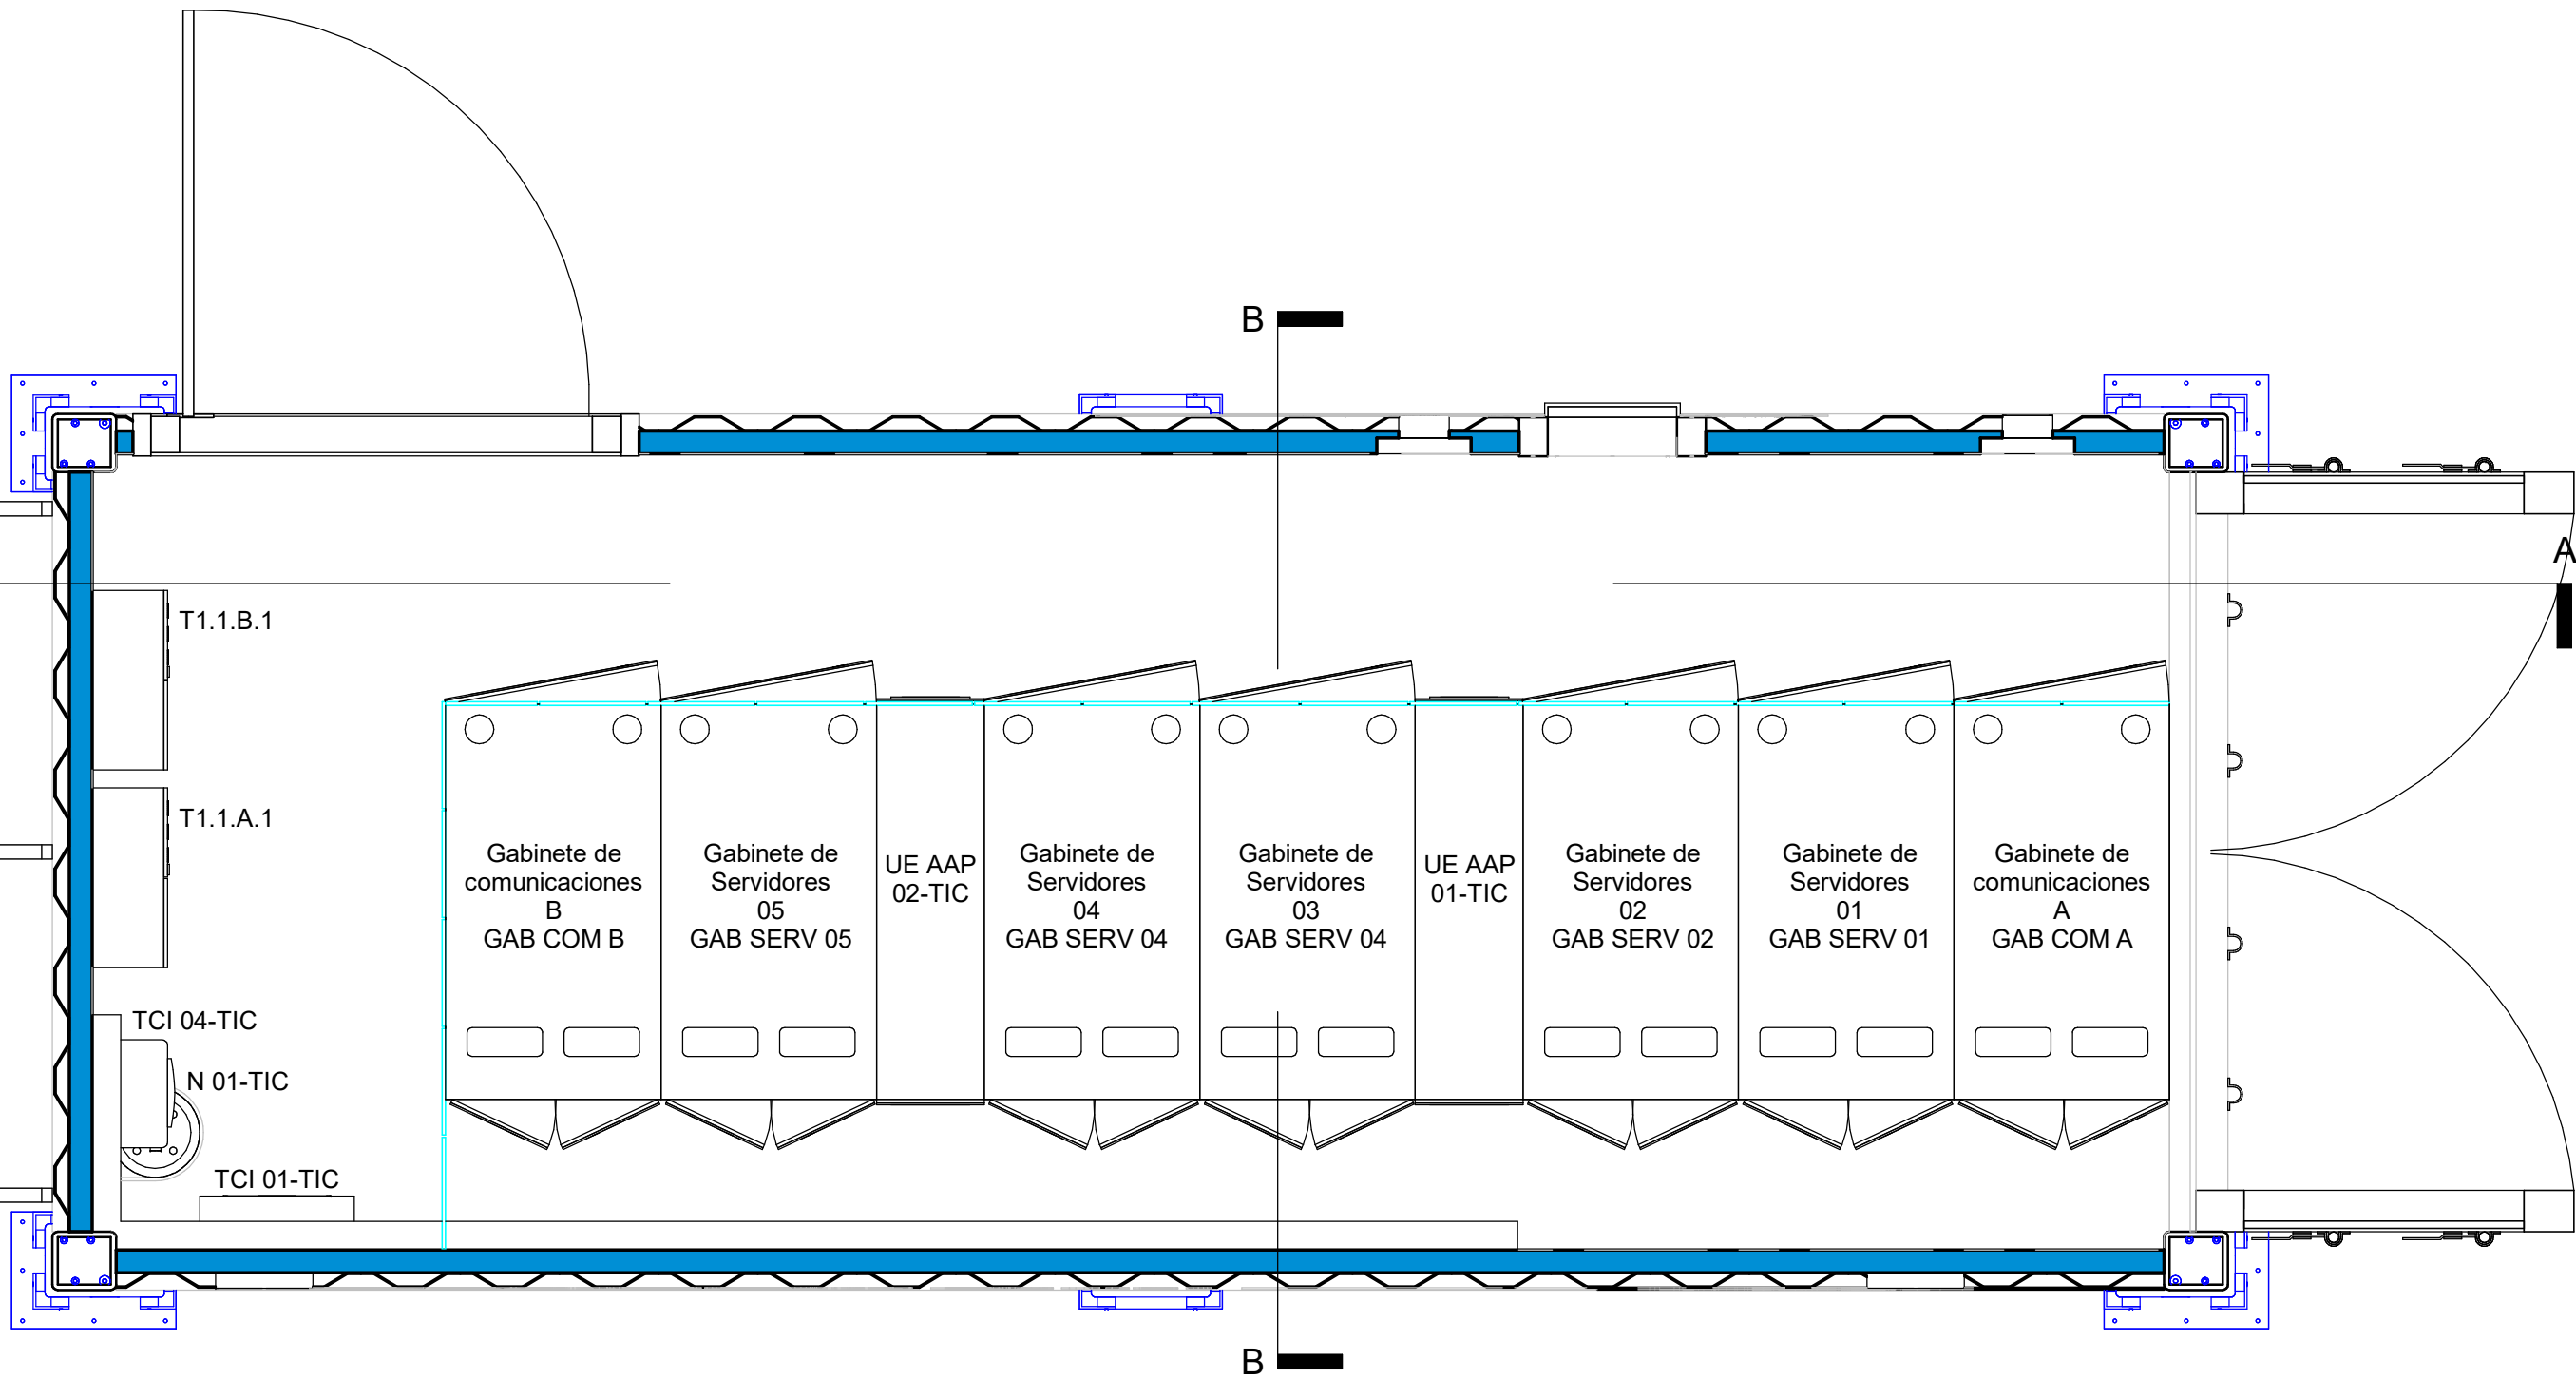 B
A
T1.1.B.1
T1.1.A.1
Gabinete de
comunicaciones
B
GAB COM B
Gabinete de
Servidores
05
GAB SERV 05
UE AAP
02-TIC
Gabinete de
Servidores
04
GAB SERV 04
Gabinete de
Servidores
03
GAB SERV 04
UE AAP
01-TIC
Gabinete de
Servidores
02
GAB SERV 02
Gabinete de
Servidores
01
GAB SERV 01
Gabinete de
comunicaciones
A
GAB COM A
TCI 04-TIC
N 01-TIC
TCI 01-TIC
B